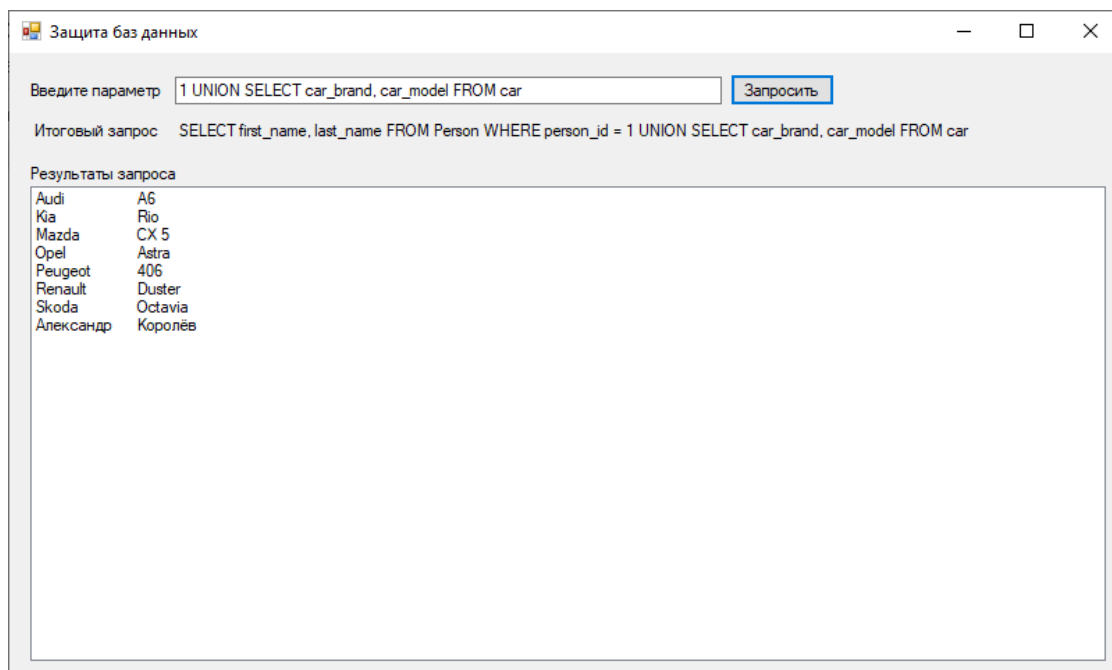 Защита баз данных
Введите параметр 1 UNION SELECT car_brand, car_model FROM car Запросить
Итоговый запрос SELECT first_name, last_name FROM Person WHERE person_id = 1 UNION SELECT car_brand, car_model FROM car
Результаты запроса
Audi A6
Kia Rio
Mazda CX 5
Opel Astra
Peugeot 406
Renault Duster
Skoda Octavia
Александр Королёв